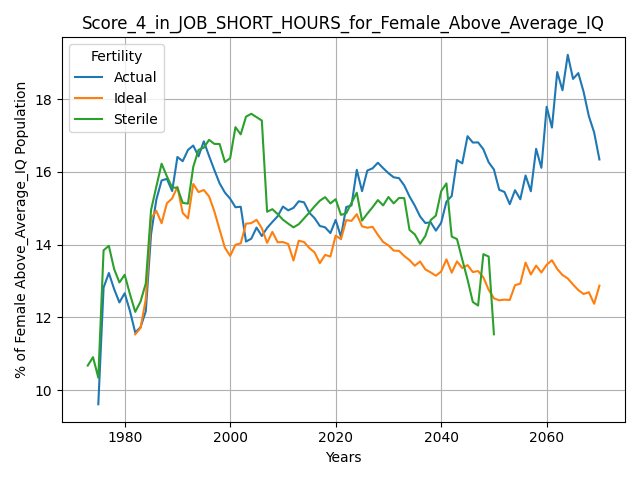 Score_4_in_JOB_SHORT_HOURS_for_Female_Above_Average_IQ
Fertility
Actual
Ideal
Sterile
% of Female Above_Average_IQ Population
18
16
14
12
10
1980
2000
2020
2040
2060
Years